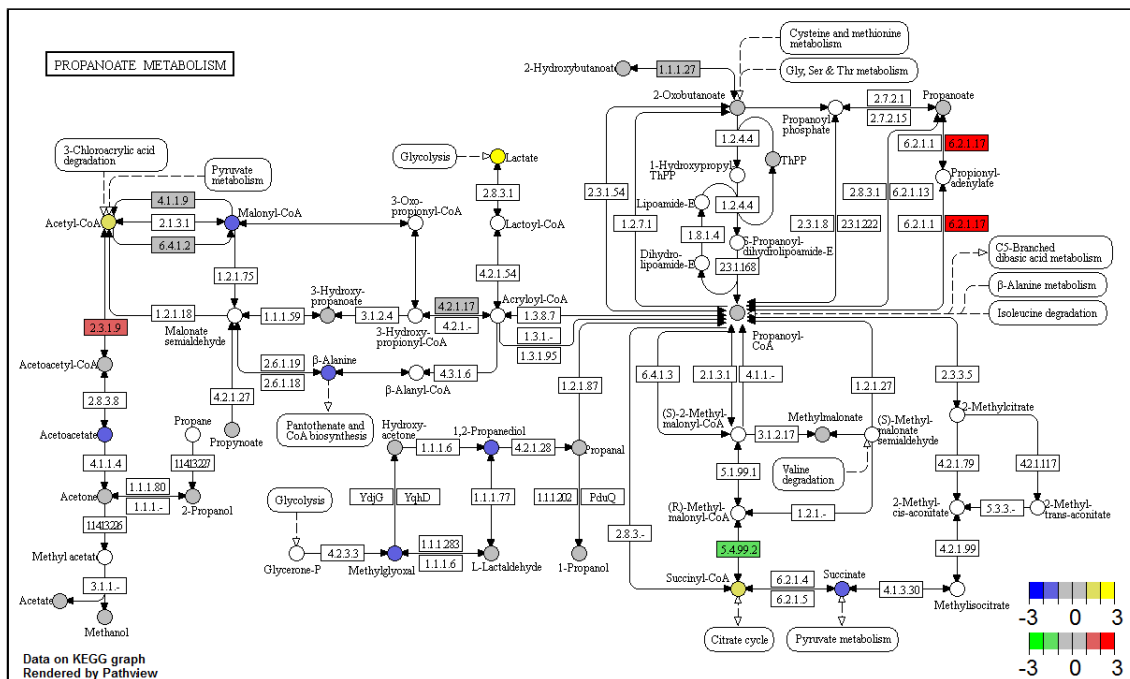 PROPANOATE METABOLISM
Cysteine and methionine
metabolism
2-Hydroxybutanoate
1.1.1.27
Gly, Ser & Thr metabolism
2-Oxobutanoate
Propanoyl
phosphate
2.7.2.1
2.7.2.15
Propanoate
3-Chloroacrylic acid
degradation
Pyruvate
metabolism
Glycolysis
Lactate
1.2.4.4
ThPP
6.2.1.1
6.2.1.17
1-Hydroxypropyl-
ThPP
Propionyl-
adenylate
Acetyl-CoA
4.1.1.9
2.1.3.1
6.4.1.2
Malonyl-CoA
3-Oxo-
propionyl-CoA
2.8.3.1
Lactoyl-CoA
2.3.1.54
1.2.7.1
Lipoamide-E
1.2.4.4
1.8.1.4
Dihydro-
lipoamide-E
S-Propanoyl-
dihydrolipoamide-E
2.3.1.168
2.3.1.8
2.3.1.222
2.8.3.1
6.2.1.13
6.2.1.1
6.2.1.17
C5-Branched
dibasic acid metabolism
β-Alanine metabolism
Isoleucine degradation
1.2.1.75
4.2.1.54
3-Hydroxy-
propanoate
4.2.1.17
4.2.1.-
Acryloyl-CoA
1.2.1.18
Malonate
semialdehyde
1.1.1.59
3.1.2.4
3-Hydroxy-
propionyl-CoA
1.3.8.7
1.3.1.-
1.3.1.95
Propanoyl-
CoA
2.3.1.9
Acetoacetyl-CoA
2.6.1.19
2.6.1.18
β-Alanine
β-Alanyl-CoA
4.3.1.6
1.2.1.87
6.4.1.3
2.1.3.1
4.1.1.-
1.2.1.27
2.3.3.5
2.8.3.8
4.2.1.27
Propynoate
Pantothenate and
CoA biosynthesis
Acetoacetate
Propane
Hydroxy-
acetone
1.1.1.6
1,2-Propanediol
4.2.1.28
Propanal
(S)-2-Methyl-
malonyl-CoA
3.1.2.17
Methylmalonate
(S)-Methyl-
malonate
semialdehyde
2-Methylcitrate
4.1.1.4
1.14.13.227
Acetone
1.1.1.80
1.1.1.-
2-Propanol
Glycolysis
YdjG
YqhD
1.1.1.77
1.1.1.202
PduQ
5.1.99.1
Valine
degradation
4.2.1.79
4.2.1.117
1.14.13.226
(R)-Methyl-
malonyl-CoA
1.2.1.-
2-Methyl-
cis-aconitate
5.3.3.-
2-Methyl-
trans-aconitate
Methyl acetate
Glycerone-P
4.2.3.3
Methylglyoxal
1.1.1.283
1.1.1.6
L-Lactaldehyde
1-Propanol
2.8.3.-
5.4.99.2
4.2.1.99
3.1.1.-
Acetate
Methanol
Succinyl-CoA
6.2.1.4
6.2.1.5
Succinate
4.1.3.30
Methylisocitrate
Citrate cycle
Pyruvate metabolism
-3 0 3
-3 0 3
Data on KEGG graph
Rendered by Pathview